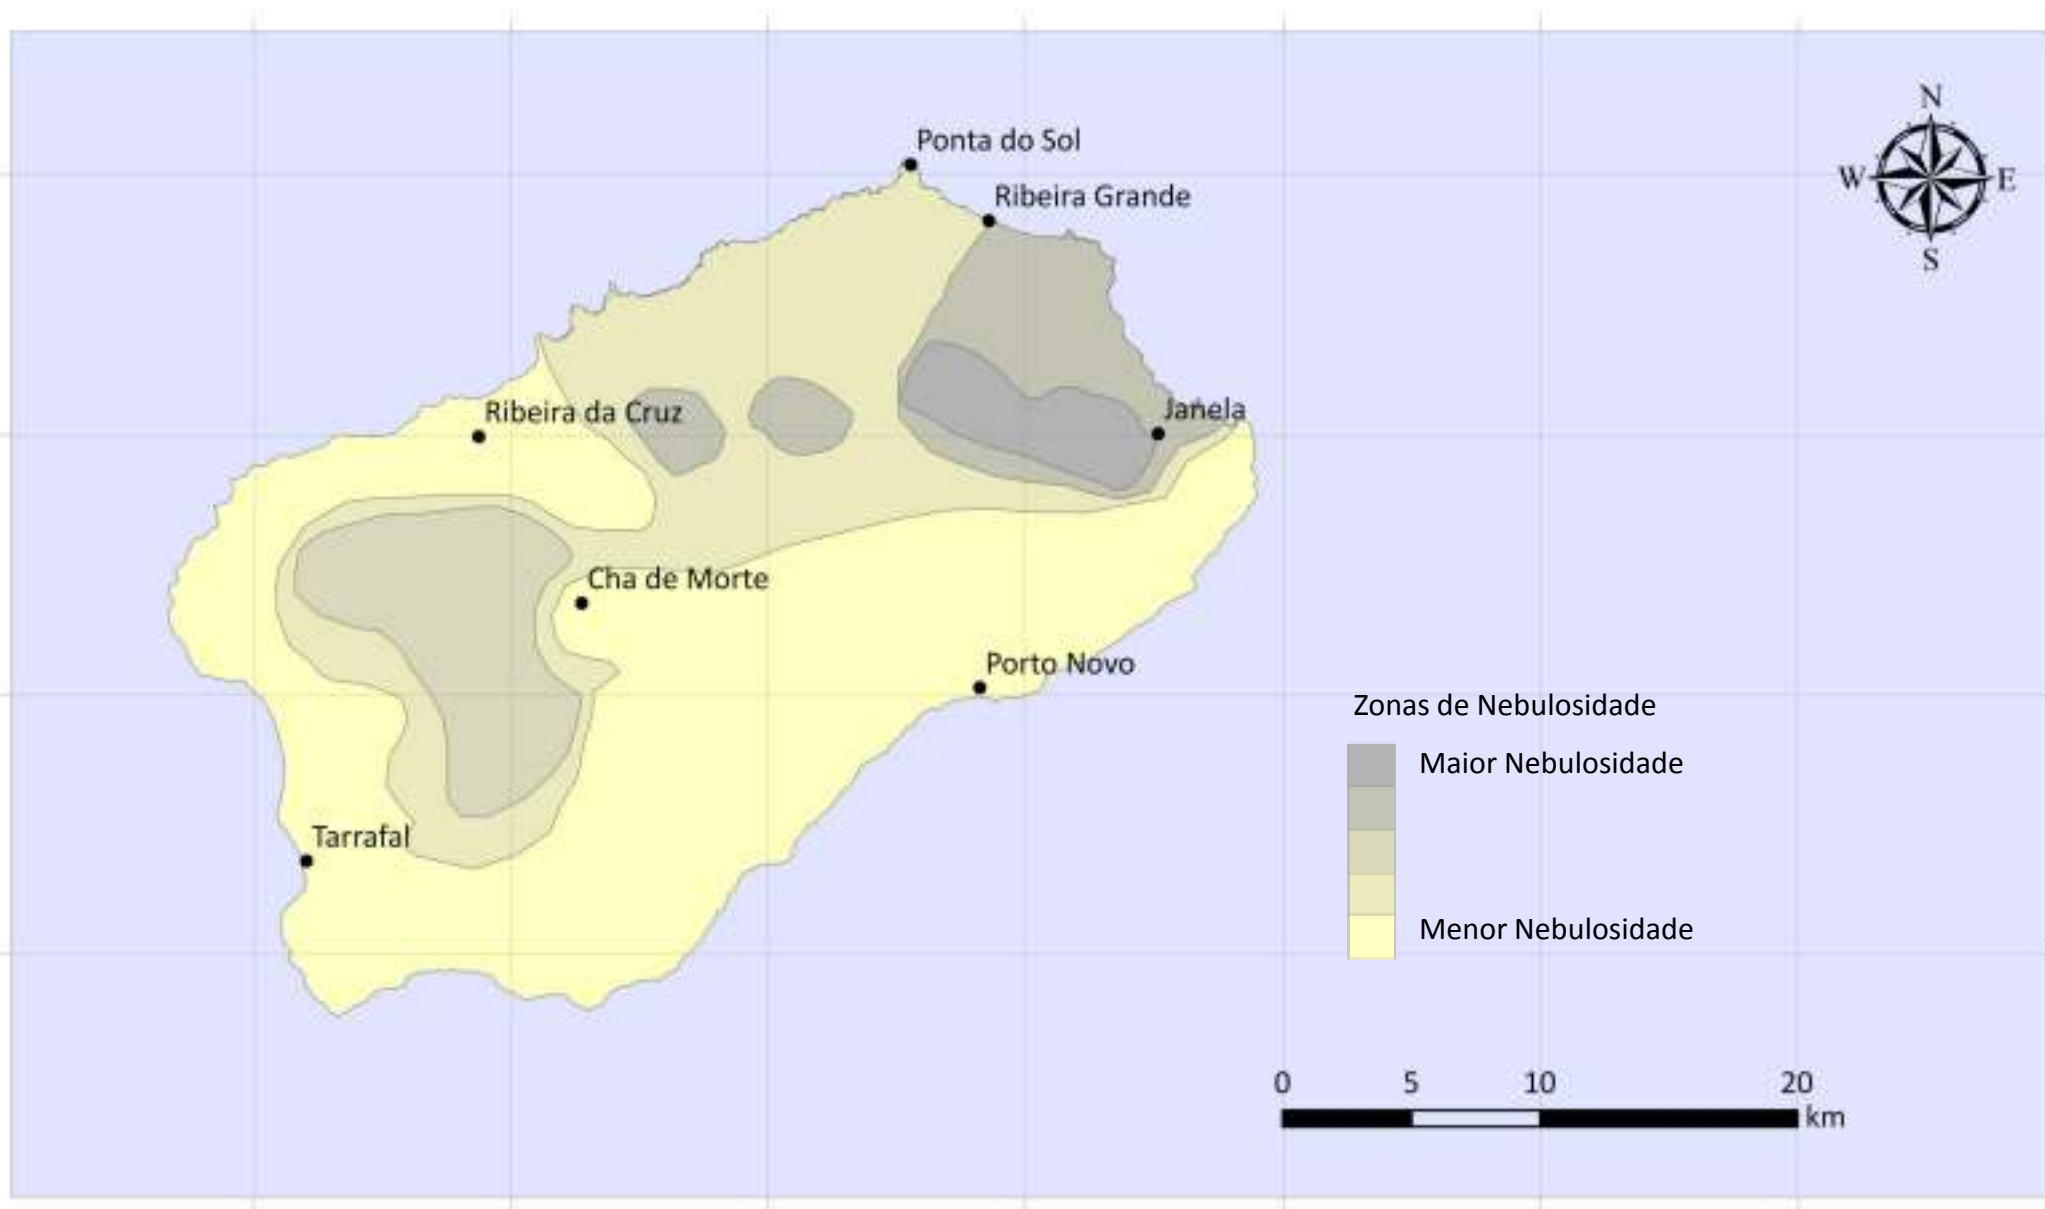 N
Ponta do Sol
W
E
Ribeira Grande
S
Ribeira da Cruz
Janela
Cha de Morte
Porto Novo
Zonas de Nebulosidade
Maior Nebulosidade
Tarrafal
Menor Nebulosidade
0 5 10 20
km